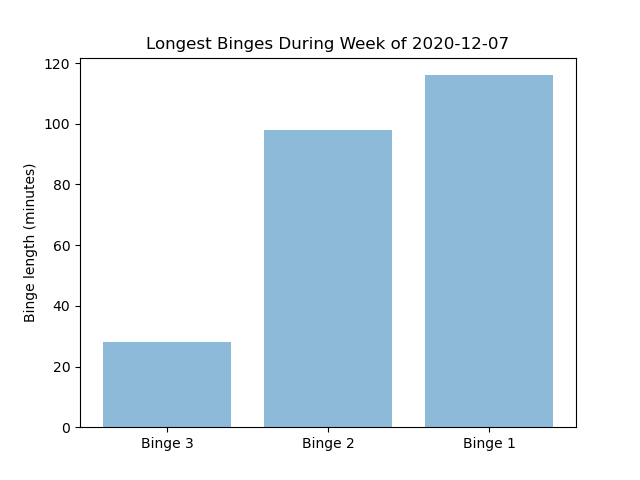 Longest Binges During Week of 2020-12-07
120
100
80
60
40
20
0
Binge length (minutes)
Binge 3
Binge 2
Binge 1